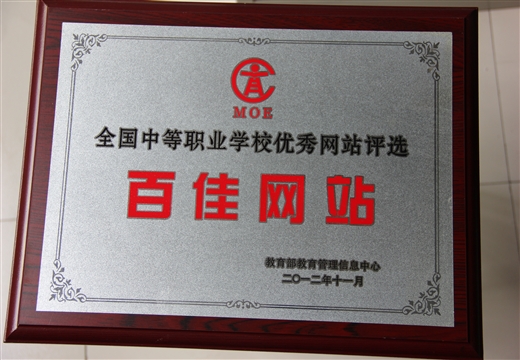 MOE
全国中等职业学校优秀网站评选
百佳网站
教育部教育管理信息中心
二〇一二年十一月